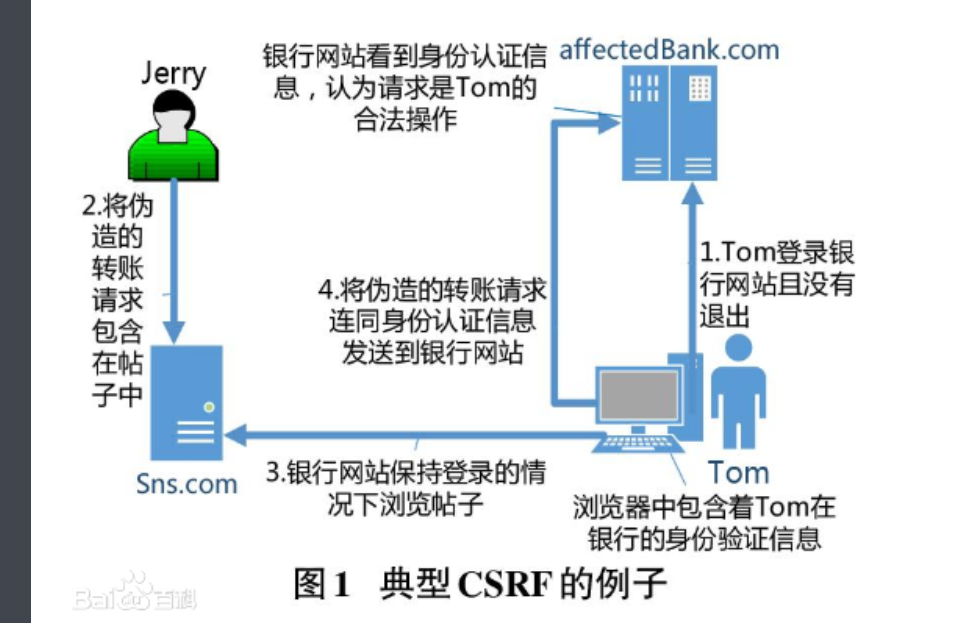 Jerry
银行网站看到身份认证信
息，认为请求是Tom的
合法操作
affectedBank.com
2.将伪
造的
转账
请求
包含
在帖
子中
4.将伪造的转账请求
连同身份认证信息
发送到银行网站
1.Tom登录银
行网站且没有
退出
Sns.com
3.银行网站保持登录的情
况下浏览帖子
Tom
浏览器中包含着Tom在
银行的身份验证信息
图1 典型CSRF的例子
Baidu百科